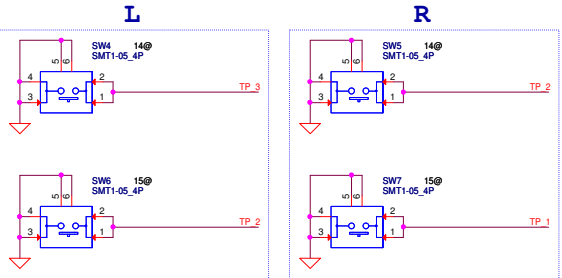 L
R
SW4 14@
SMT1-05_4P
5 6
4 2
3 1
TP_3
SW5 14@
SMT1-05_4P
5 6
4 2
3 1
TP_2
SW6 15@
SMT1-05_4P
5 6
4 2
3 1
TP_2
SW7 15@
SMT1-05_4P
5 6
4 2
3 1
TP_1